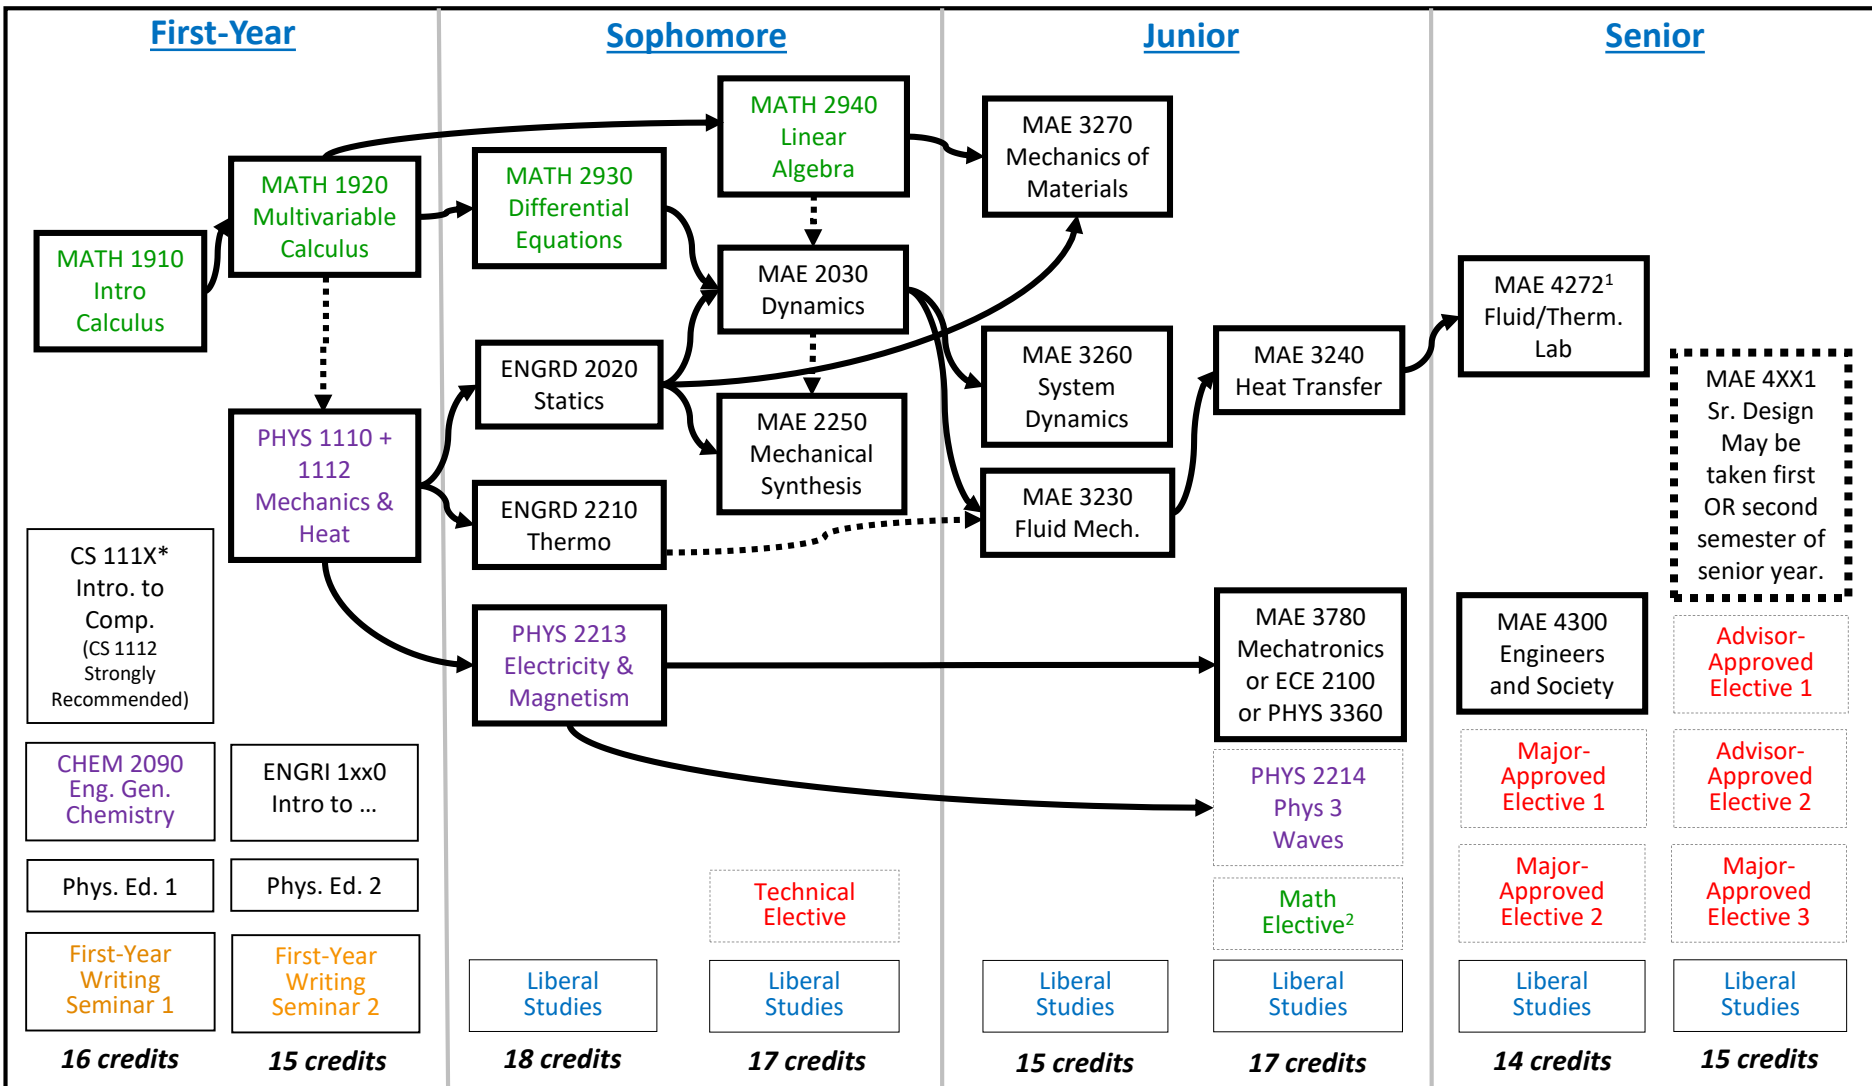 First-Year
Sophomore
Junior
Senior
MATH 1910
Intro
Calculus
CS 111X*
Intro. to
Comp.
(CS 1112
Strongly
Recommended)
CHEM 2090
Eng. Gen.
Chemistry
Phys. Ed. 1
First-Year
Writing
Seminar 1
16 credits
MATH 1920
Multivariable
Calculus
PHYS 1110 +
1112
Mechanics &
Heat
ENGRI 1xx0
Intro to ...
Phys. Ed. 2
First-Year
Writing
Seminar 2
15 credits
MATH 2930
Differential
Equations
ENGRD 2020
Statics
ENGRD 2210
Thermo
PHYS 2213
Electricity &
Magnetism
Liberal
Studies
18 credits
MATH 2940
Linear
Algebra
MAE 2030
Dynamics
MAE 2250
Mechanical
Synthesis
Technical
Elective
Liberal
Studies
17 credits
MAE 3270
Mechanics of
Materials
MAE 3260
System
Dynamics
MAE 3230
Fluid Mech.
Liberal
Studies
15 credits
MAE 3240
Heat Transfer
MAE 3780
Mechatronics
or ECE 2100
or PHYS 3360
PHYS 2214
Phys 3
Waves
Math
Elective²
Liberal
Studies
17 credits
MAE 4272¹
Fluid/Therm.
Lab
MAE 4300
Engineers
and Society
Major-
Approved
Elective 1
Major-
Approved
Elective 2
Liberal
Studies
14 credits
MAE 4XX1
Sr. Design
May be
taken first
OR second
semester of
senior year.
Advisor-
Approved
Elective 1
Advisor-
Approved
Elective 2
Major-
Approved
Elective 3
Liberal
Studies
15 credits